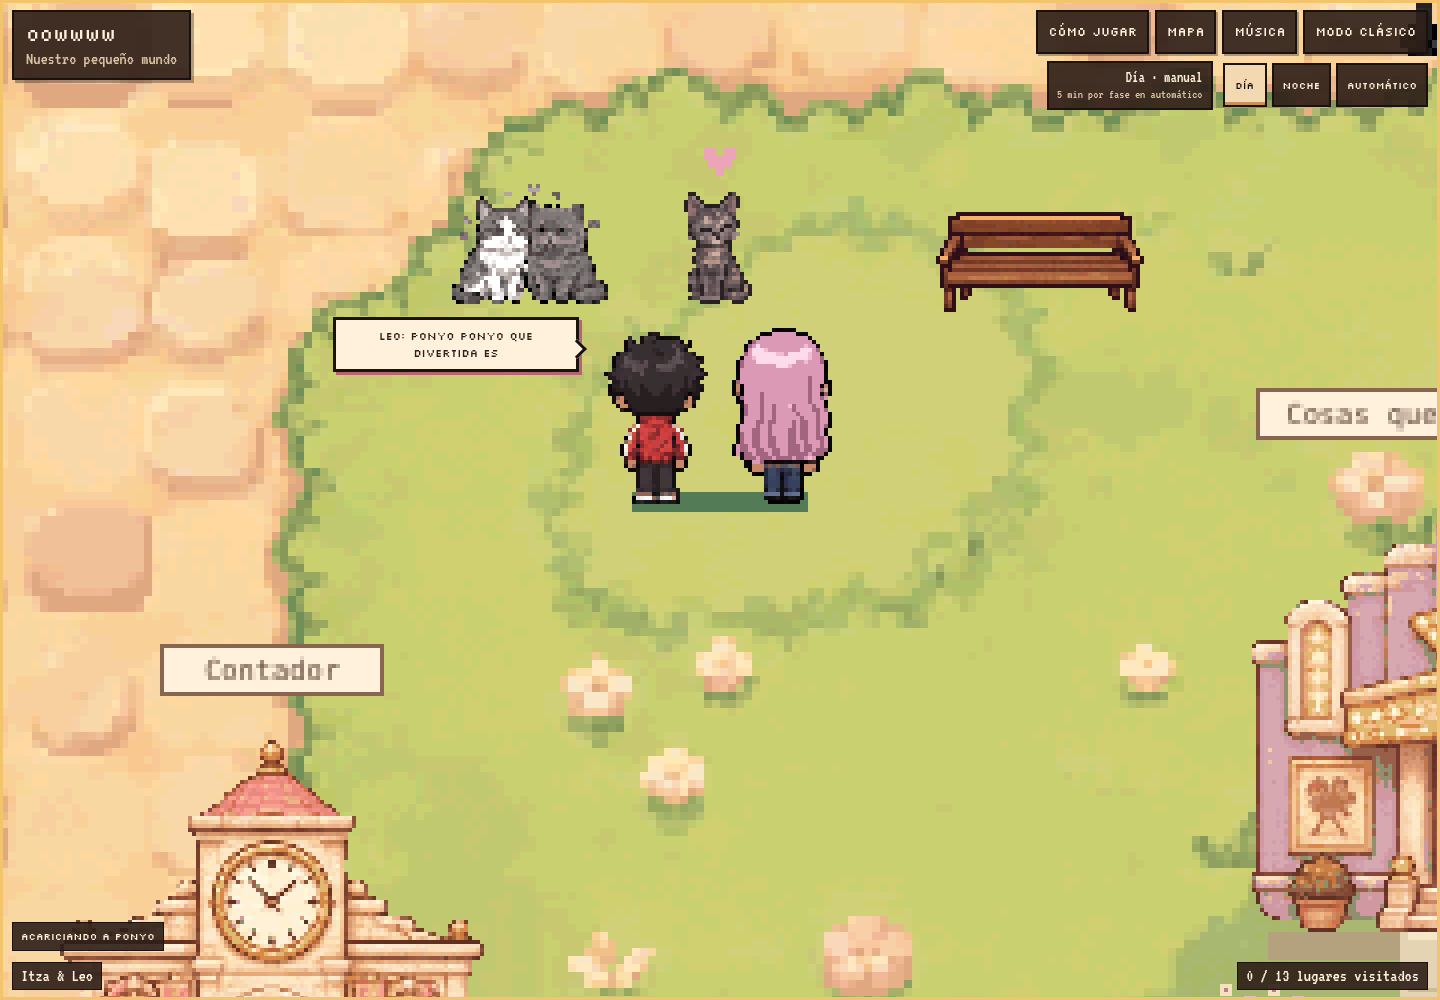 OOWWWW
Nuestro pequeño mundo
CÓMO JUGAR
MAPA
MÚSICA
MODO CLÁSICO
Día · manual
5 min por fase en automático
DÍA
NOCHE
AUTOMÁTICO
LEO: PONYO PONYO QUE
DIVERTIDA ES
Cosas que
Contador
ACARICIANDO A PONYO
Itza & Leo
0 / 13 lugares visitados